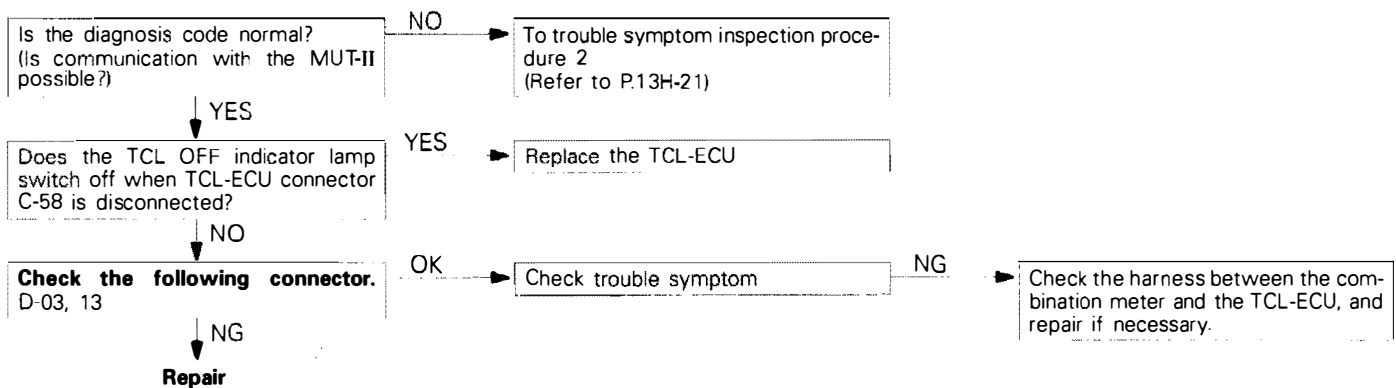 Is the diagnosis code normal?
(Is communication with the MUT-II
possible?)
NO
To trouble symptom inspection proce-
dure 2
(Refer to P.13H-21)
YES
Does the TCL OFF indicator lamp
switch off when TCL-ECU connector
C-58 is disconnected?
YES
Replace the TCL-ECU
NO
Check the following connector.
D-03, 13
OK
Check trouble symptom
NG
Check the harness between the com-
bination meter and the TCL-ECU, and
repair if necessary.
NG
Repair